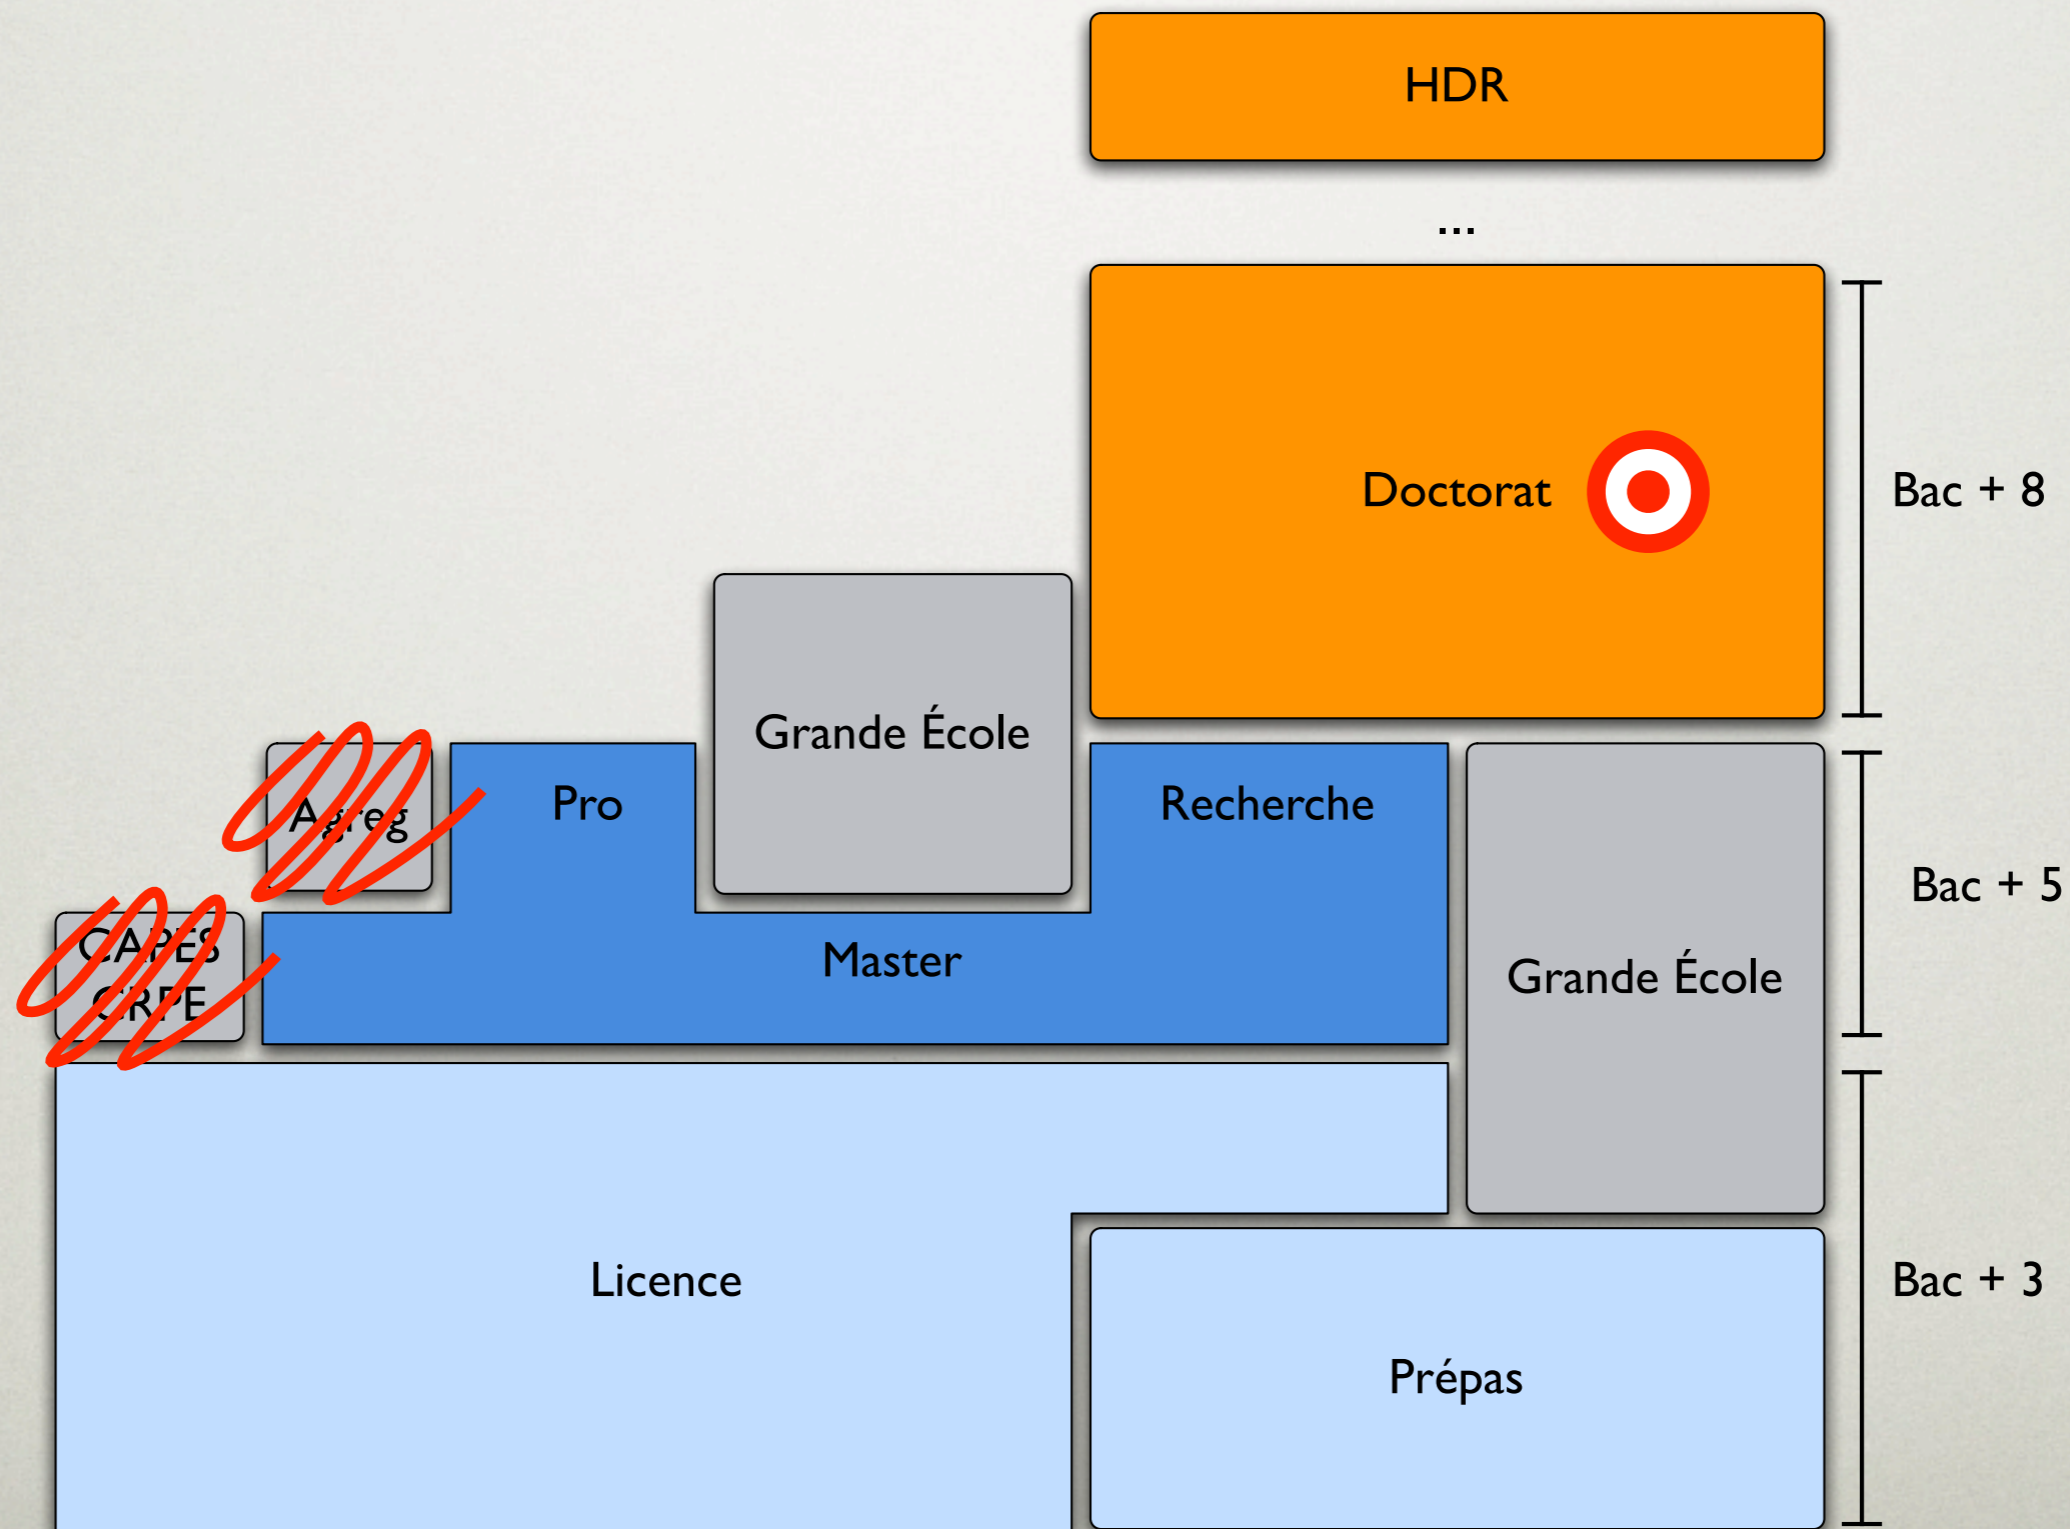 HDR
...
Doctorat
Bac + 8
Grande École
Agreg
Pro
Recherche
Bac + 5
CAPES
CRPE
Master
Grande École
Licence
Bac + 3
Prépas